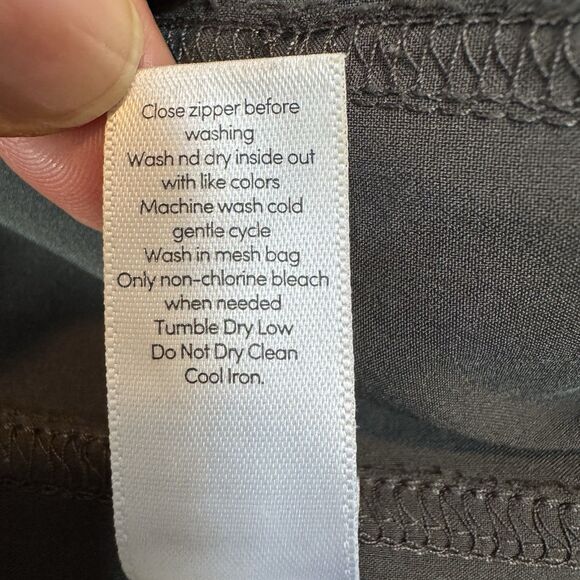 Close zipper before
washing
Wash nd dry inside out
with like colors
Machine wash cold
gentle cycle
Wash in mesh bag
Only non-chlorine bleach
when needed
Tumble Dry Low
Do Not Dry Clean
Cool Iron.